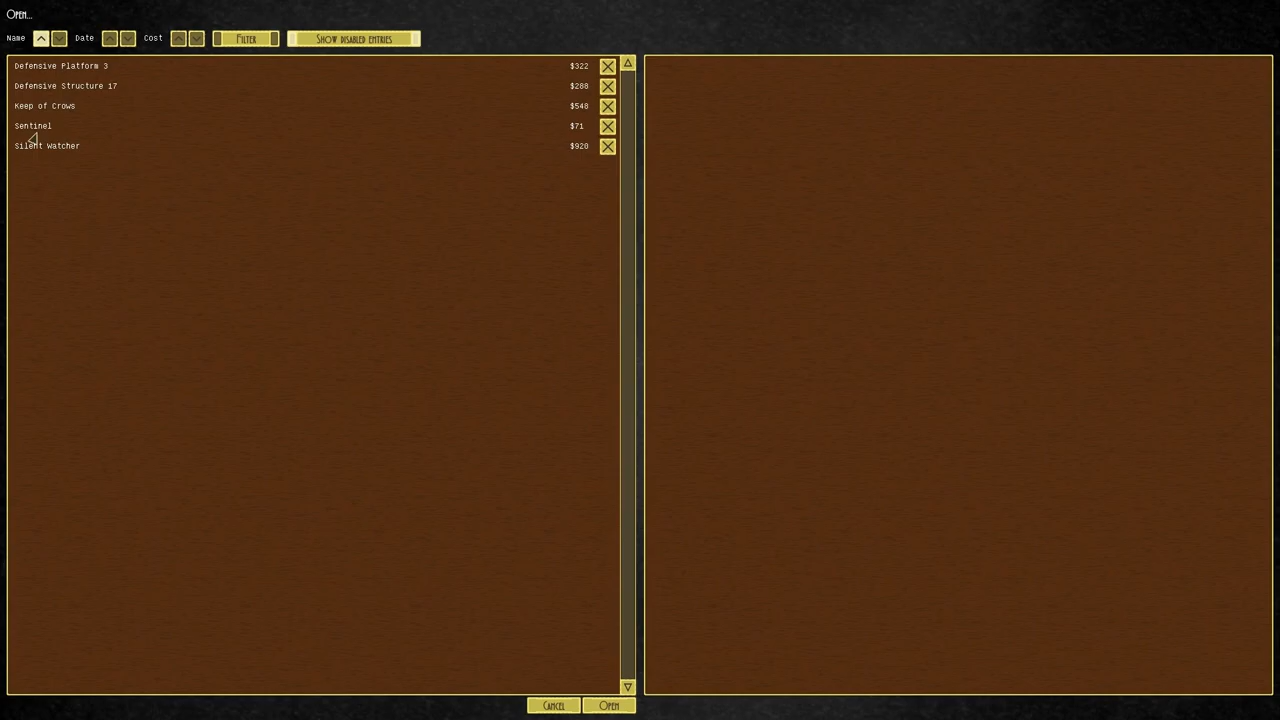 Open...
Name Date Cost Filter Show disabled entries
Defensive Platform 3 $322
Defensive Structure 17 $208
Keep of Crows $548
Sentinel $71
Silent Watcher $920
Cancel Open